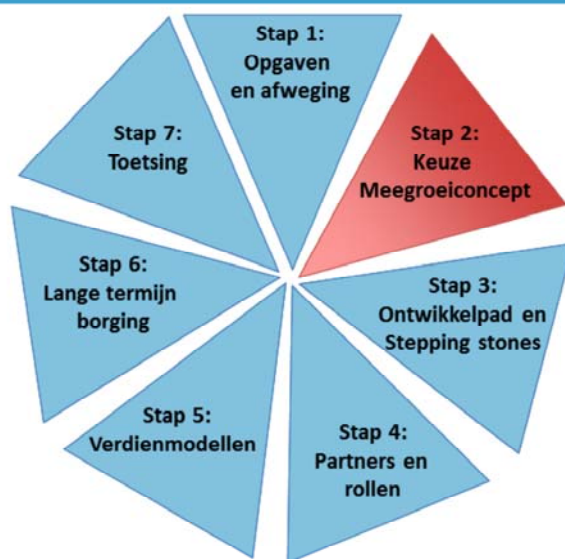 Stap 1:
Opgaven
en afweging
Stap 2:
Keuze
Meegroeiconcept
Stap 3:
Ontwikkelpad en
Stepping stones
Stap 4:
Partners en
rollen
Stap 5:
Verdienmodellen
Stap 6:
Lange termijn
borging
Stap 7:
Toetsing